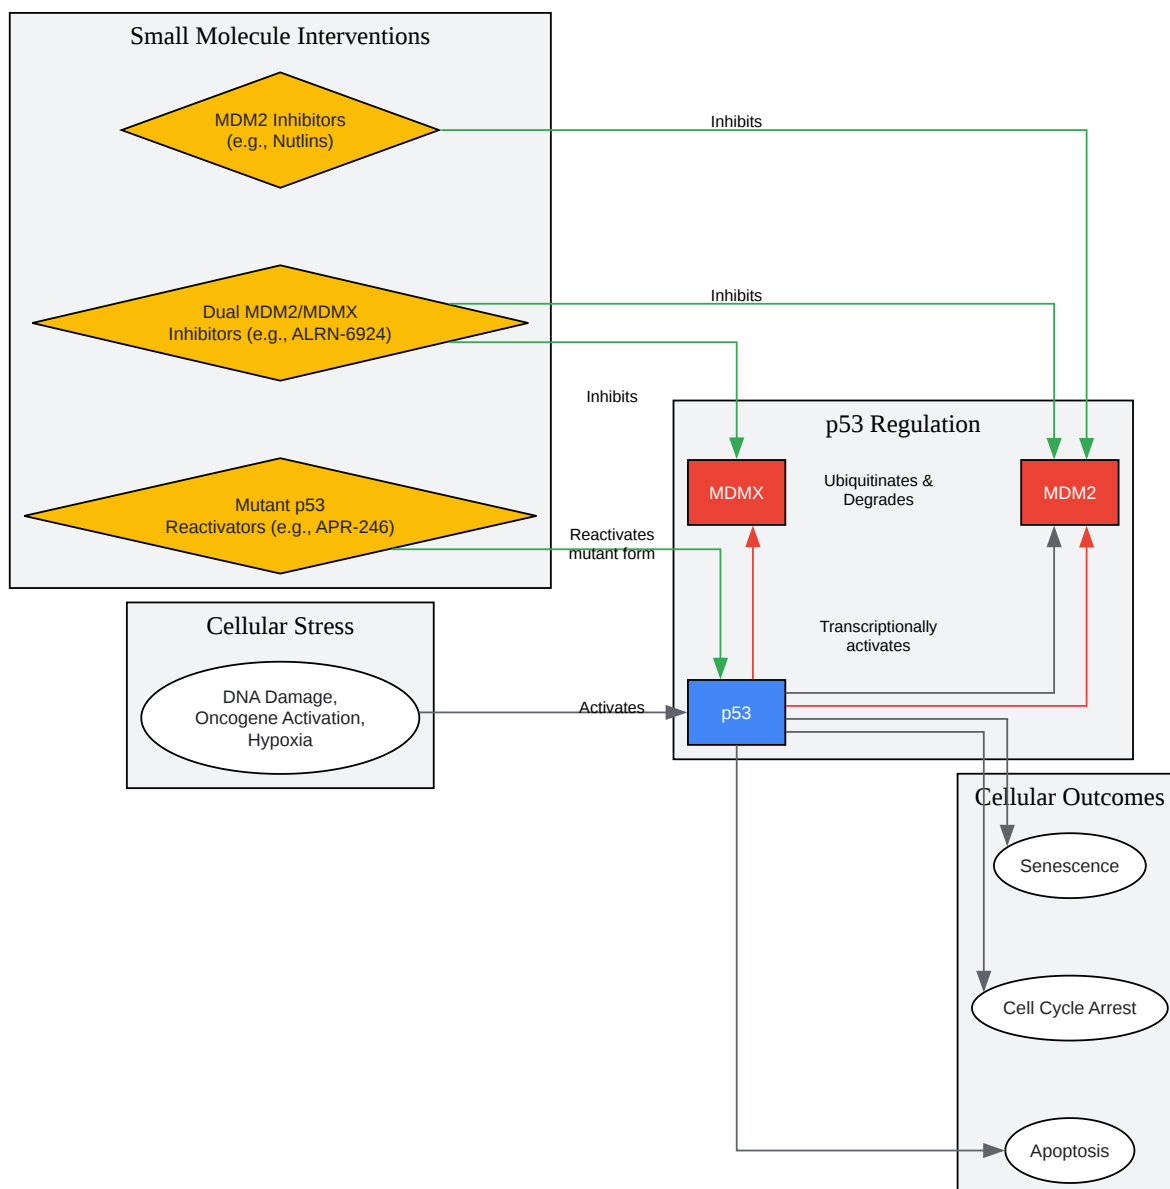 Small Molecule Interventions
MDM2 Inhibitors
(e.g., Nutlins)
Inhibits
Dual MDM2/MDMX
Inhibitors (e.g., ALRN-6924)
Inhibits
Inhibits
Mutant p53
Reactivators (e.g., APR-246)
Reactivates
mutant form
p53 Regulation
MDMX
Ubiquitinates &
Degrades
MDM2
Transcriptionally
activates
Cellular Stress
DNA Damage,
Oncogene Activation,
Hypoxia
Activates
p53
Cellular Outcomes
Senescence
Cell Cycle Arrest
Apoptosis